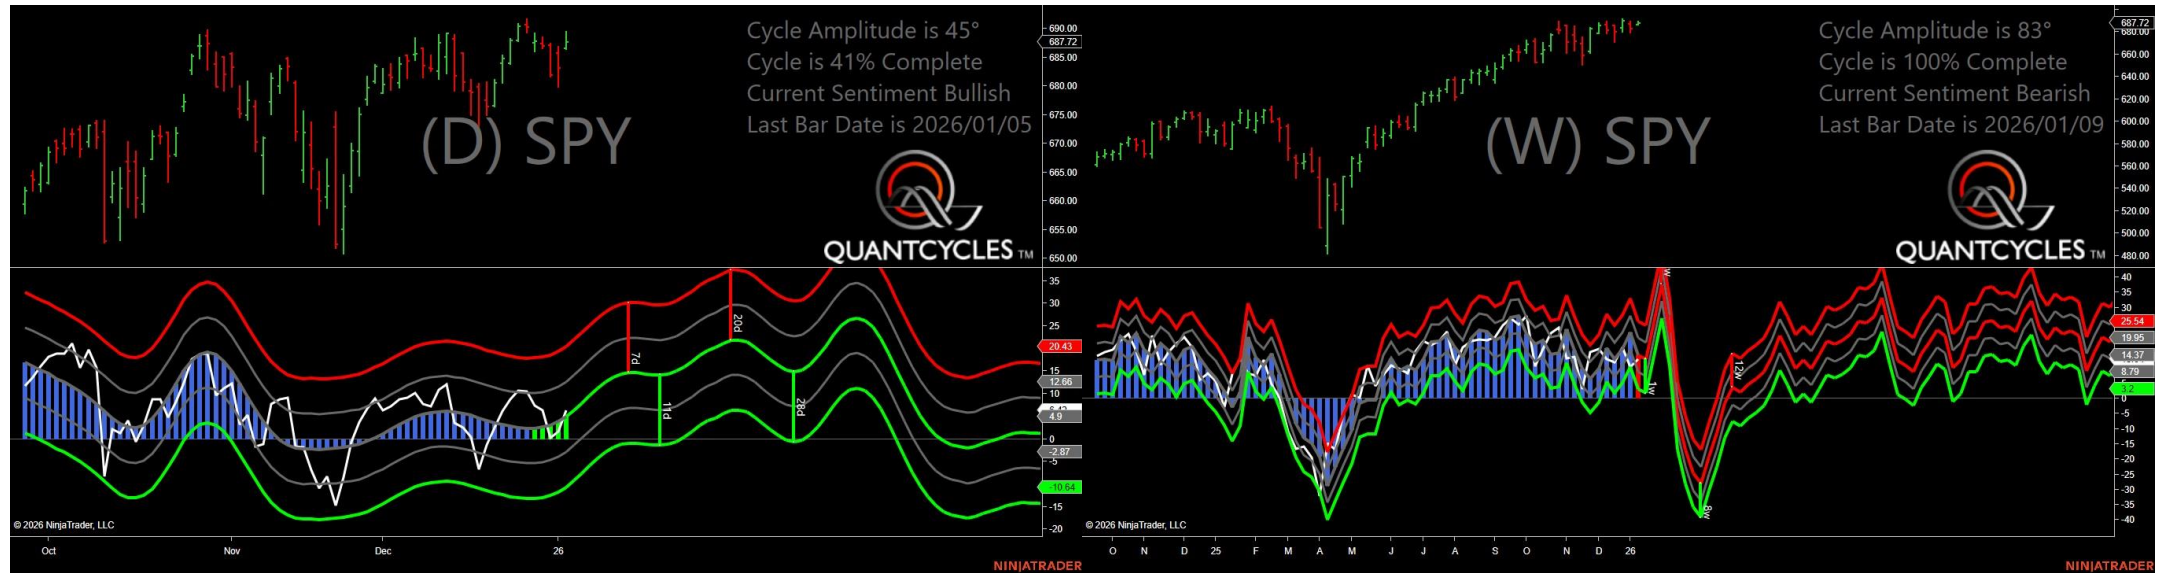 Cycle Amplitude is 45°
Cycle is 41% Complete
Current Sentiment Bullish
Last Bar Date is 2026/01/05
(D) SPY
QUANTCYCLES TM
690.00
687.72
685.00
680.00
675.00
670.00
665.00
660.00
655.00
650.00
35
30
25
20.43
15
12.66
10
4.9
0
-2.87
-5
-10.64
-15
-20
7d
11d
20d
28d
© 2026 NinjaTrader, LLC
Oct Nov Dec 26
NINJATRADER
Cycle Amplitude is 83°
Cycle is 100% Complete
Current Sentiment Bearish
Last Bar Date is 2026/01/09
(W) SPY
QUANTCYCLES TM
687.72
680.00
660.00
640.00
620.00
600.00
580.00
560.00
540.00
520.00
500.00
480.00
40
35
30
25.54
19.95
14.37
8.79
3.2
0
-5
-10
-15
-20
-25
-30
-35
-40
1w
8w
12w
© 2026 NinjaTrader, LLC
O N D 25 F M A M J J A S O N D 26
NINJATRADER